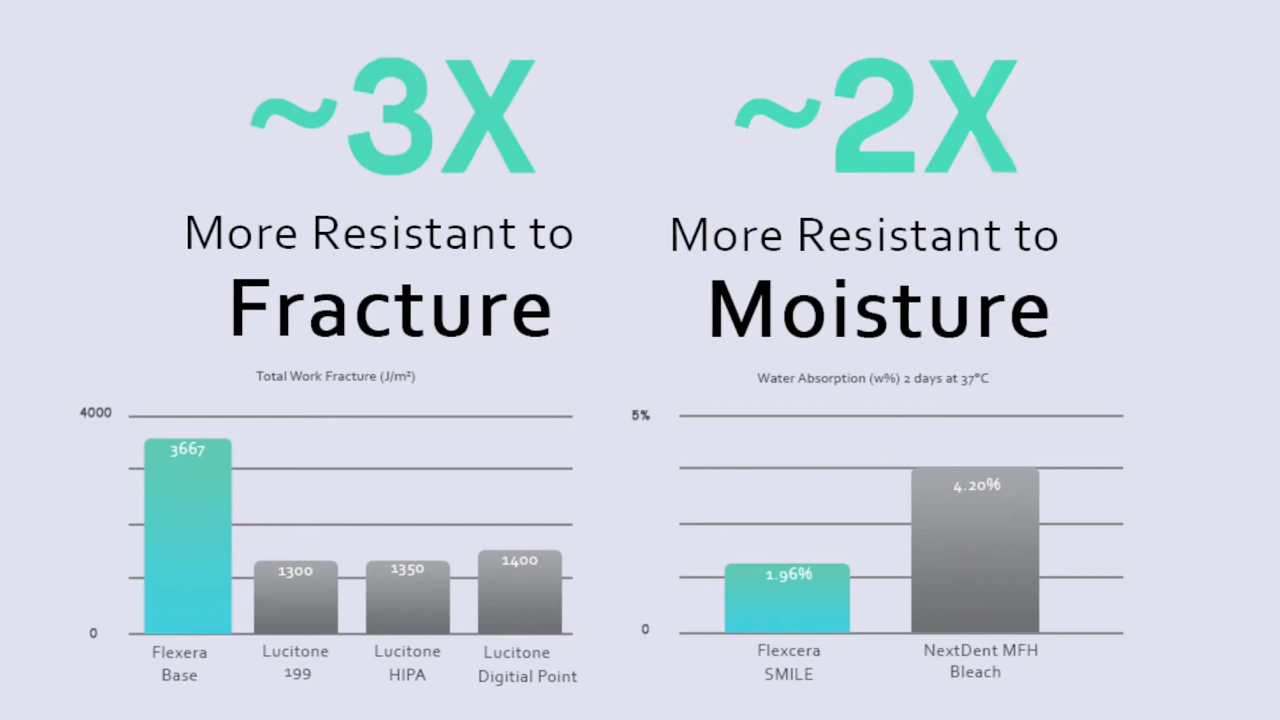 ~3X
More Resistant to
Fracture
Total Work Fracture (J/m²)
4000
3667
1300
1350
1400
0
Flexera
Base
Lucitone
199
Lucitone
HIPA
Lucitone
Digitial Point
~2X
More Resistant to
Moisture
Water Absorption (w%) 2 days at 37°C
5%
1.96%
4.20%
0
Flexcera
SMILE
NextDent MFH
Bleach